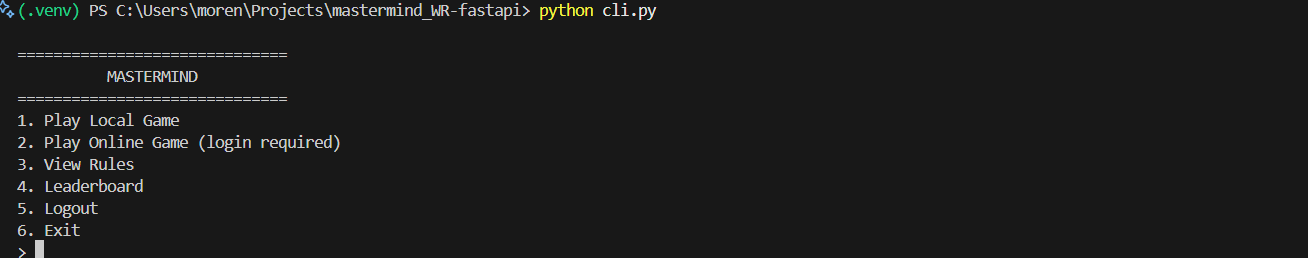 (.venv) PS C:\Users\moren\Projects\mastermind_WR-fastapi> python cli.py
==============================
MASTERMIND
==============================
1. Play Local Game
2. Play Online Game (login required)
3. View Rules
4. Leaderboard
5. Logout
6. Exit
>